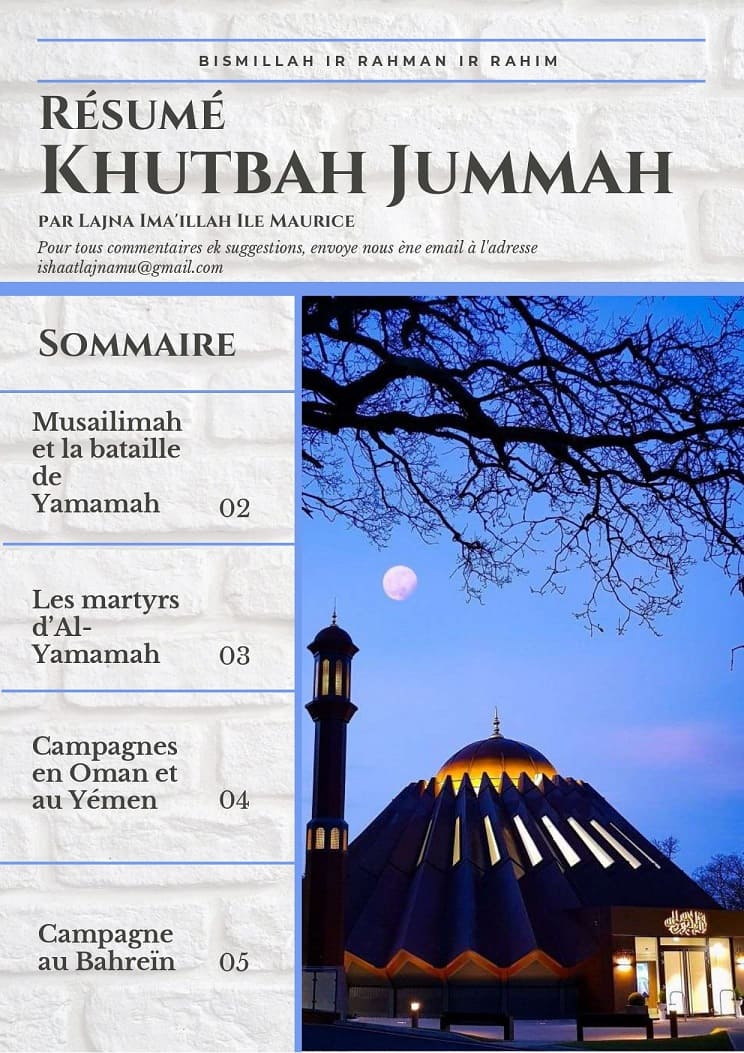 BISMILLAH IR RAHMAN IR RAHIM
RÉSUMÉ
KHUTBAH JUMMAH
PAR LAJNA IMA'ILLAH ILE MAURICE
Pour tous commentaires ek suggestions, envoye nous ène email à l'adresse
ishaatlajnamu@gmail.com
SOMMAIRE
Musailimah
et la bataille
de
Yamamah 02
Les martyrs
d’Al-
Yamamah 03
Campagnes
en Oman et
au Yémen 04
Campagne
au Bahreïn 05